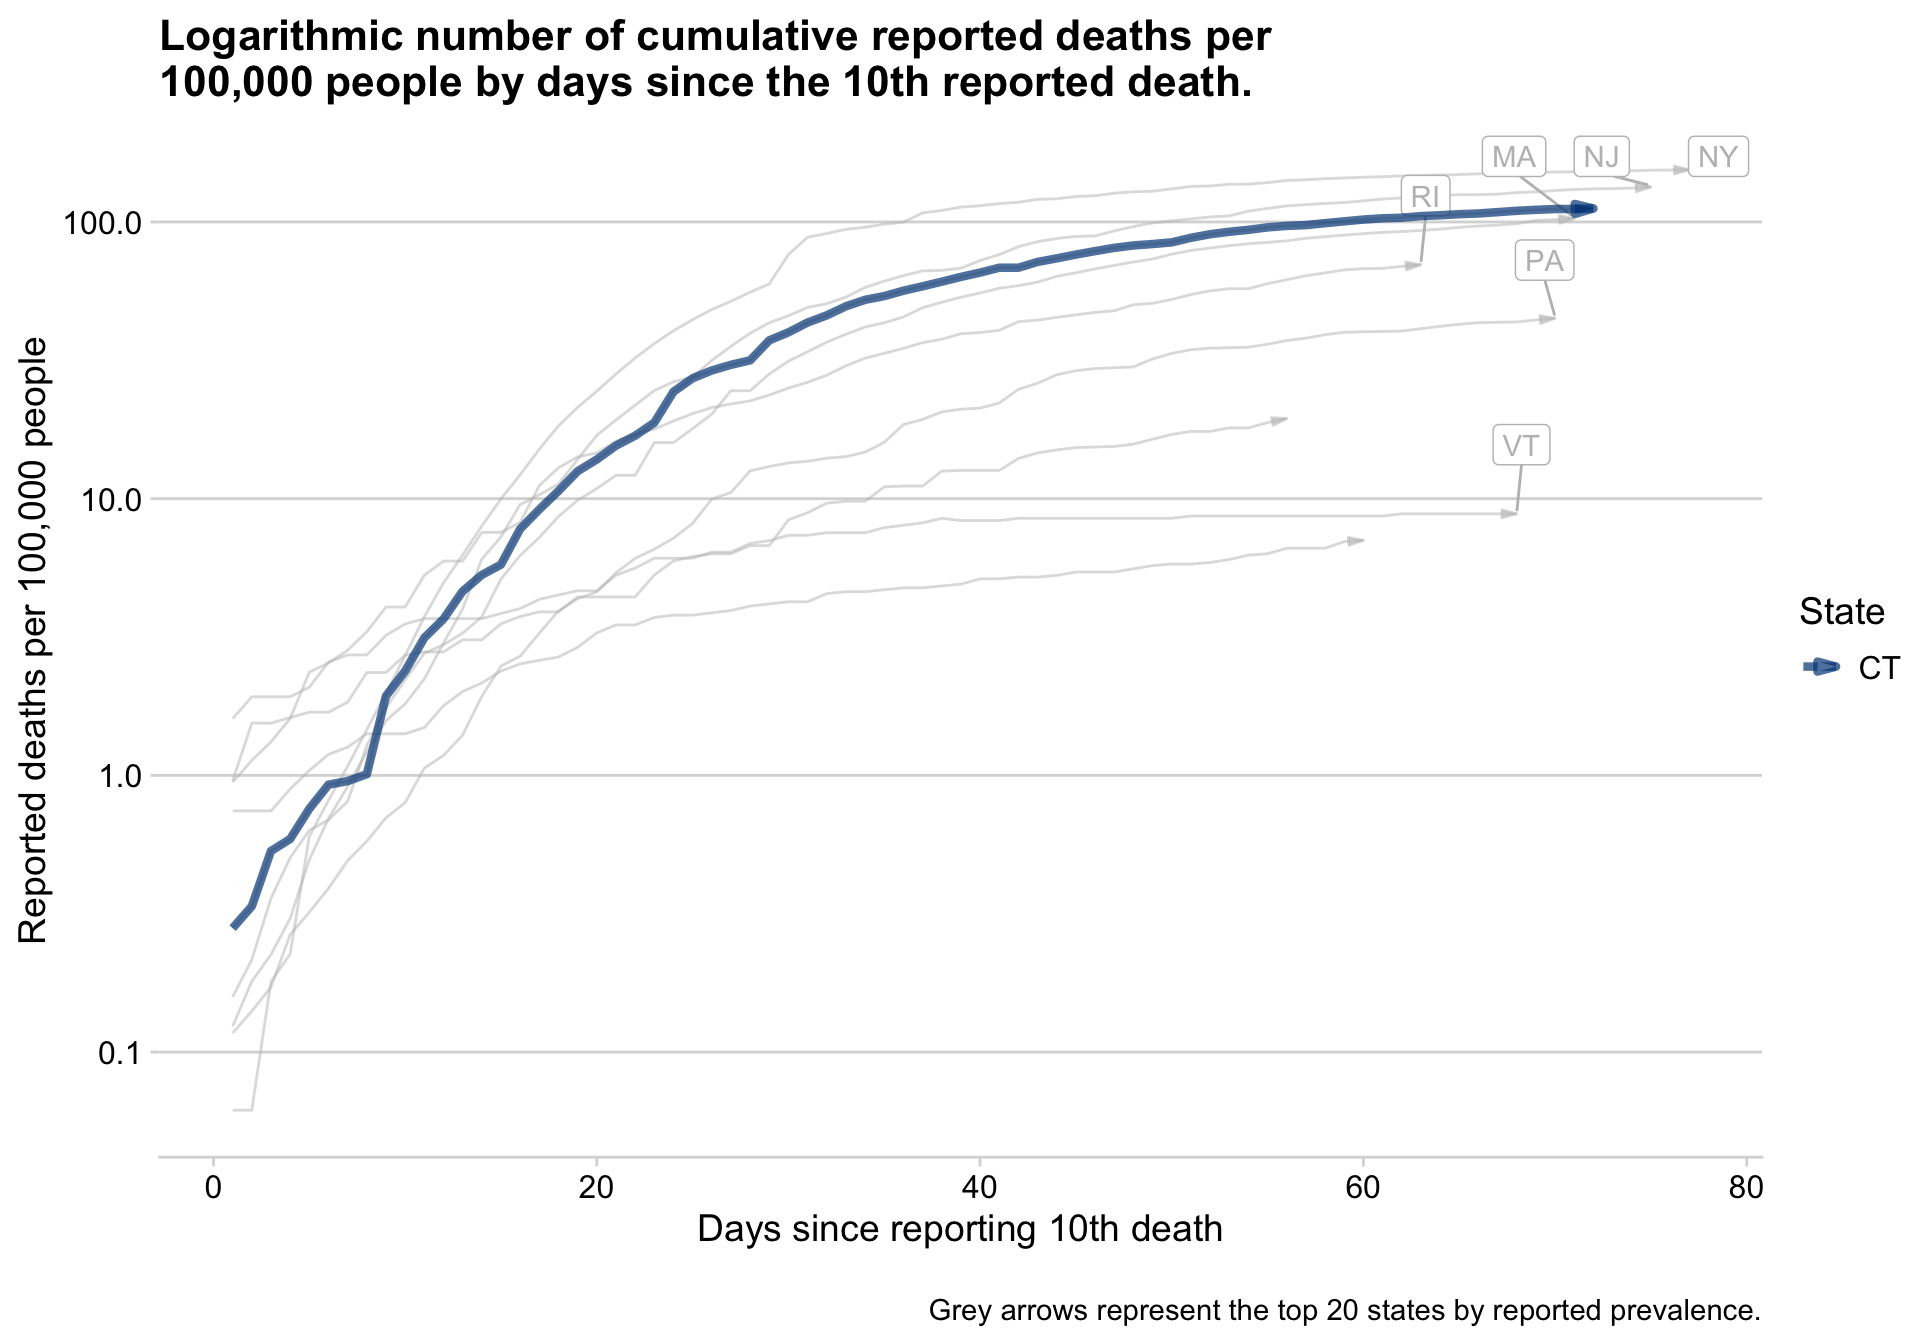 Logarithmic number of cumulative reported deaths per
100,000 people by days since the 10th reported death.
MA
NJ
NY
RI
100.0
PA
VT
10.0
State
CT
1.0
0.1
Reported deaths per 100,000 people
0
20
40
60
80
Days since reporting 10th death
Grey arrows represent the top 20 states by reported prevalence.